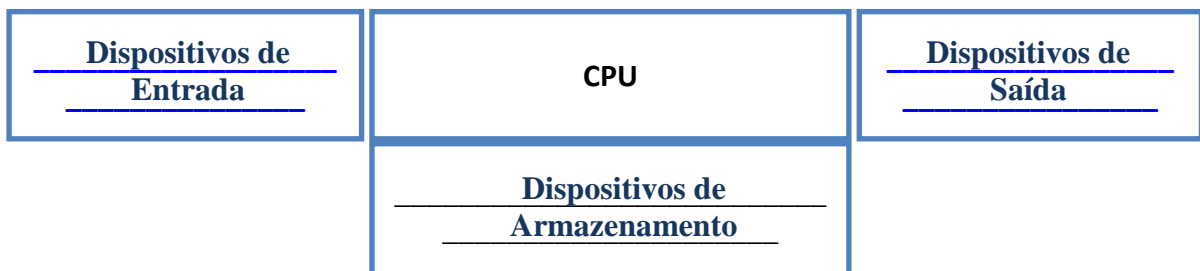 Dispositivos de
Entrada
CPU
Dispositivos de
Saída
Dispositivos de
Armazenamento